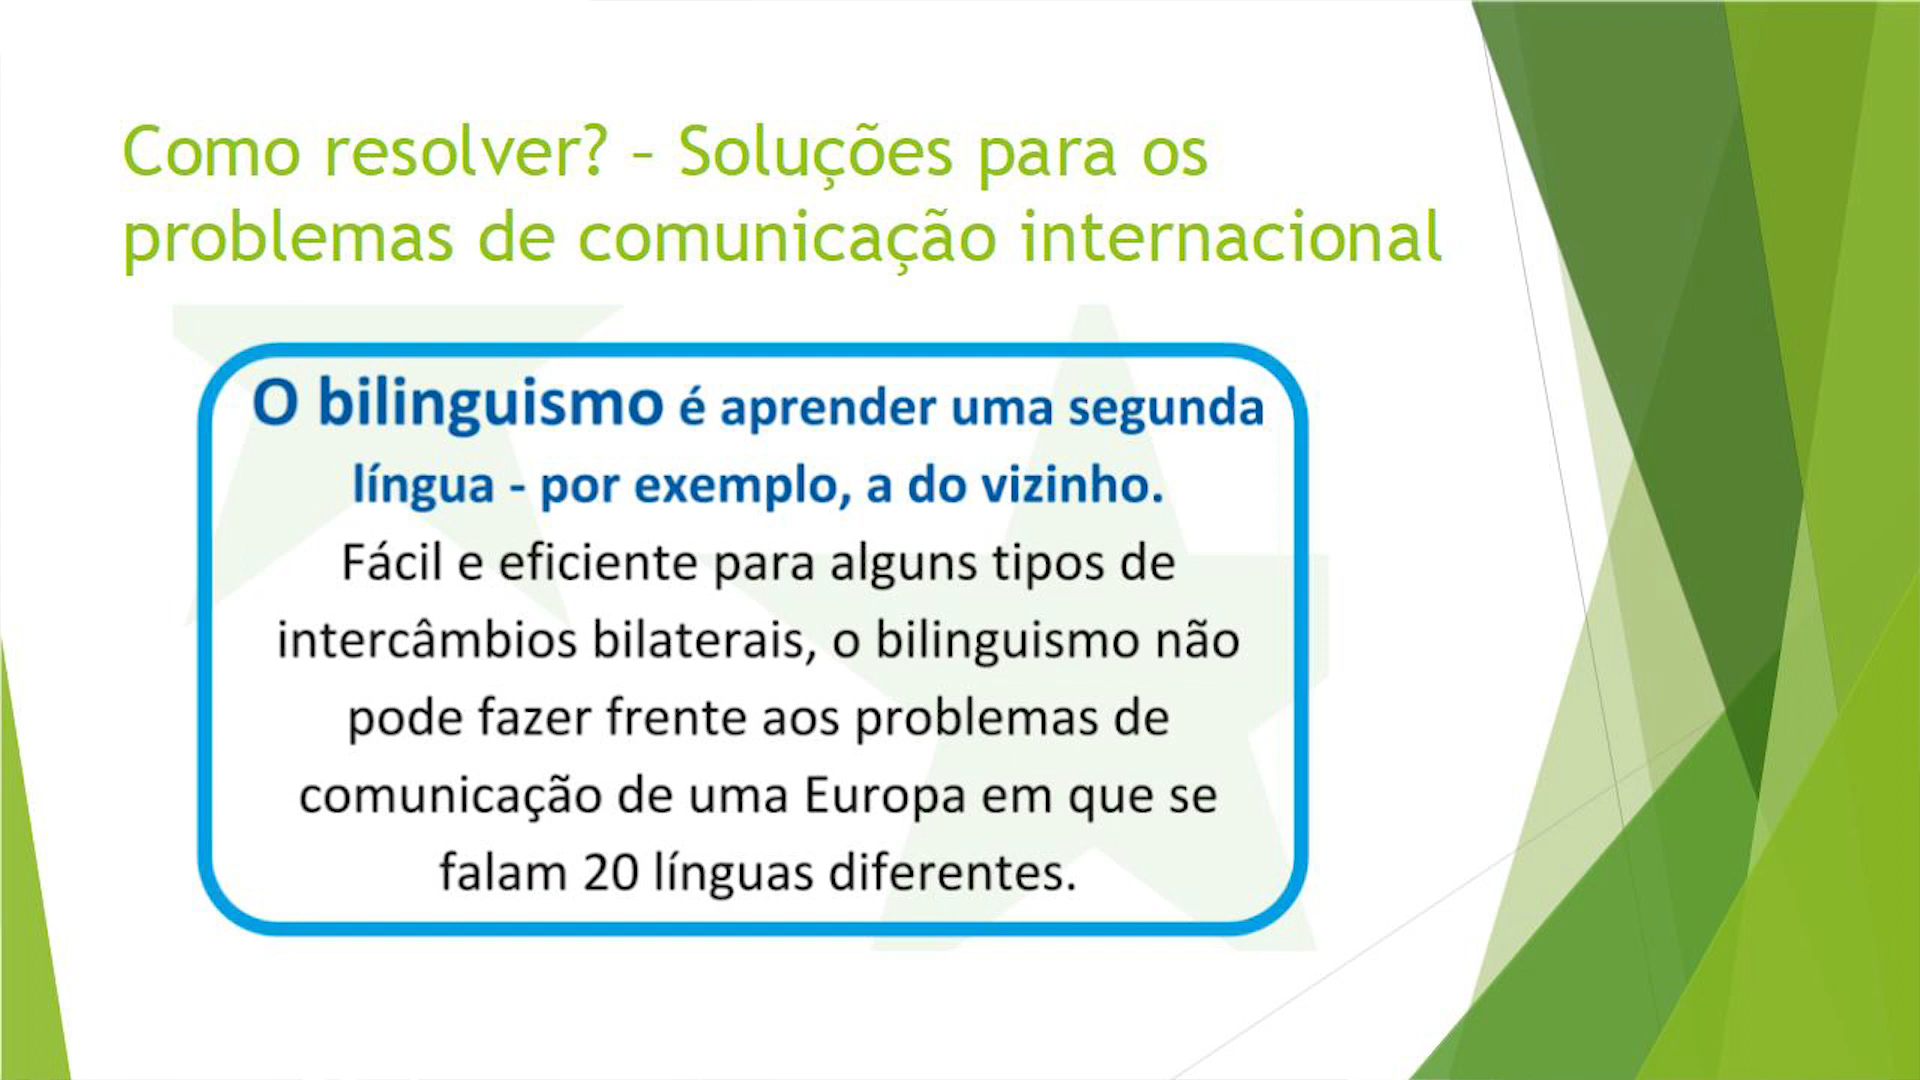 Como resolver? – Soluções para os
problemas de comunicação internacional
O bilinguismo é aprender uma segunda
língua - por exemplo, a do vizinho.
Fácil e eficiente para alguns tipos de
intercâmbios bilaterais, o bilinguismo não
pode fazer frente aos problemas de
comunicação de uma Europa em que se
falam 20 línguas diferentes.